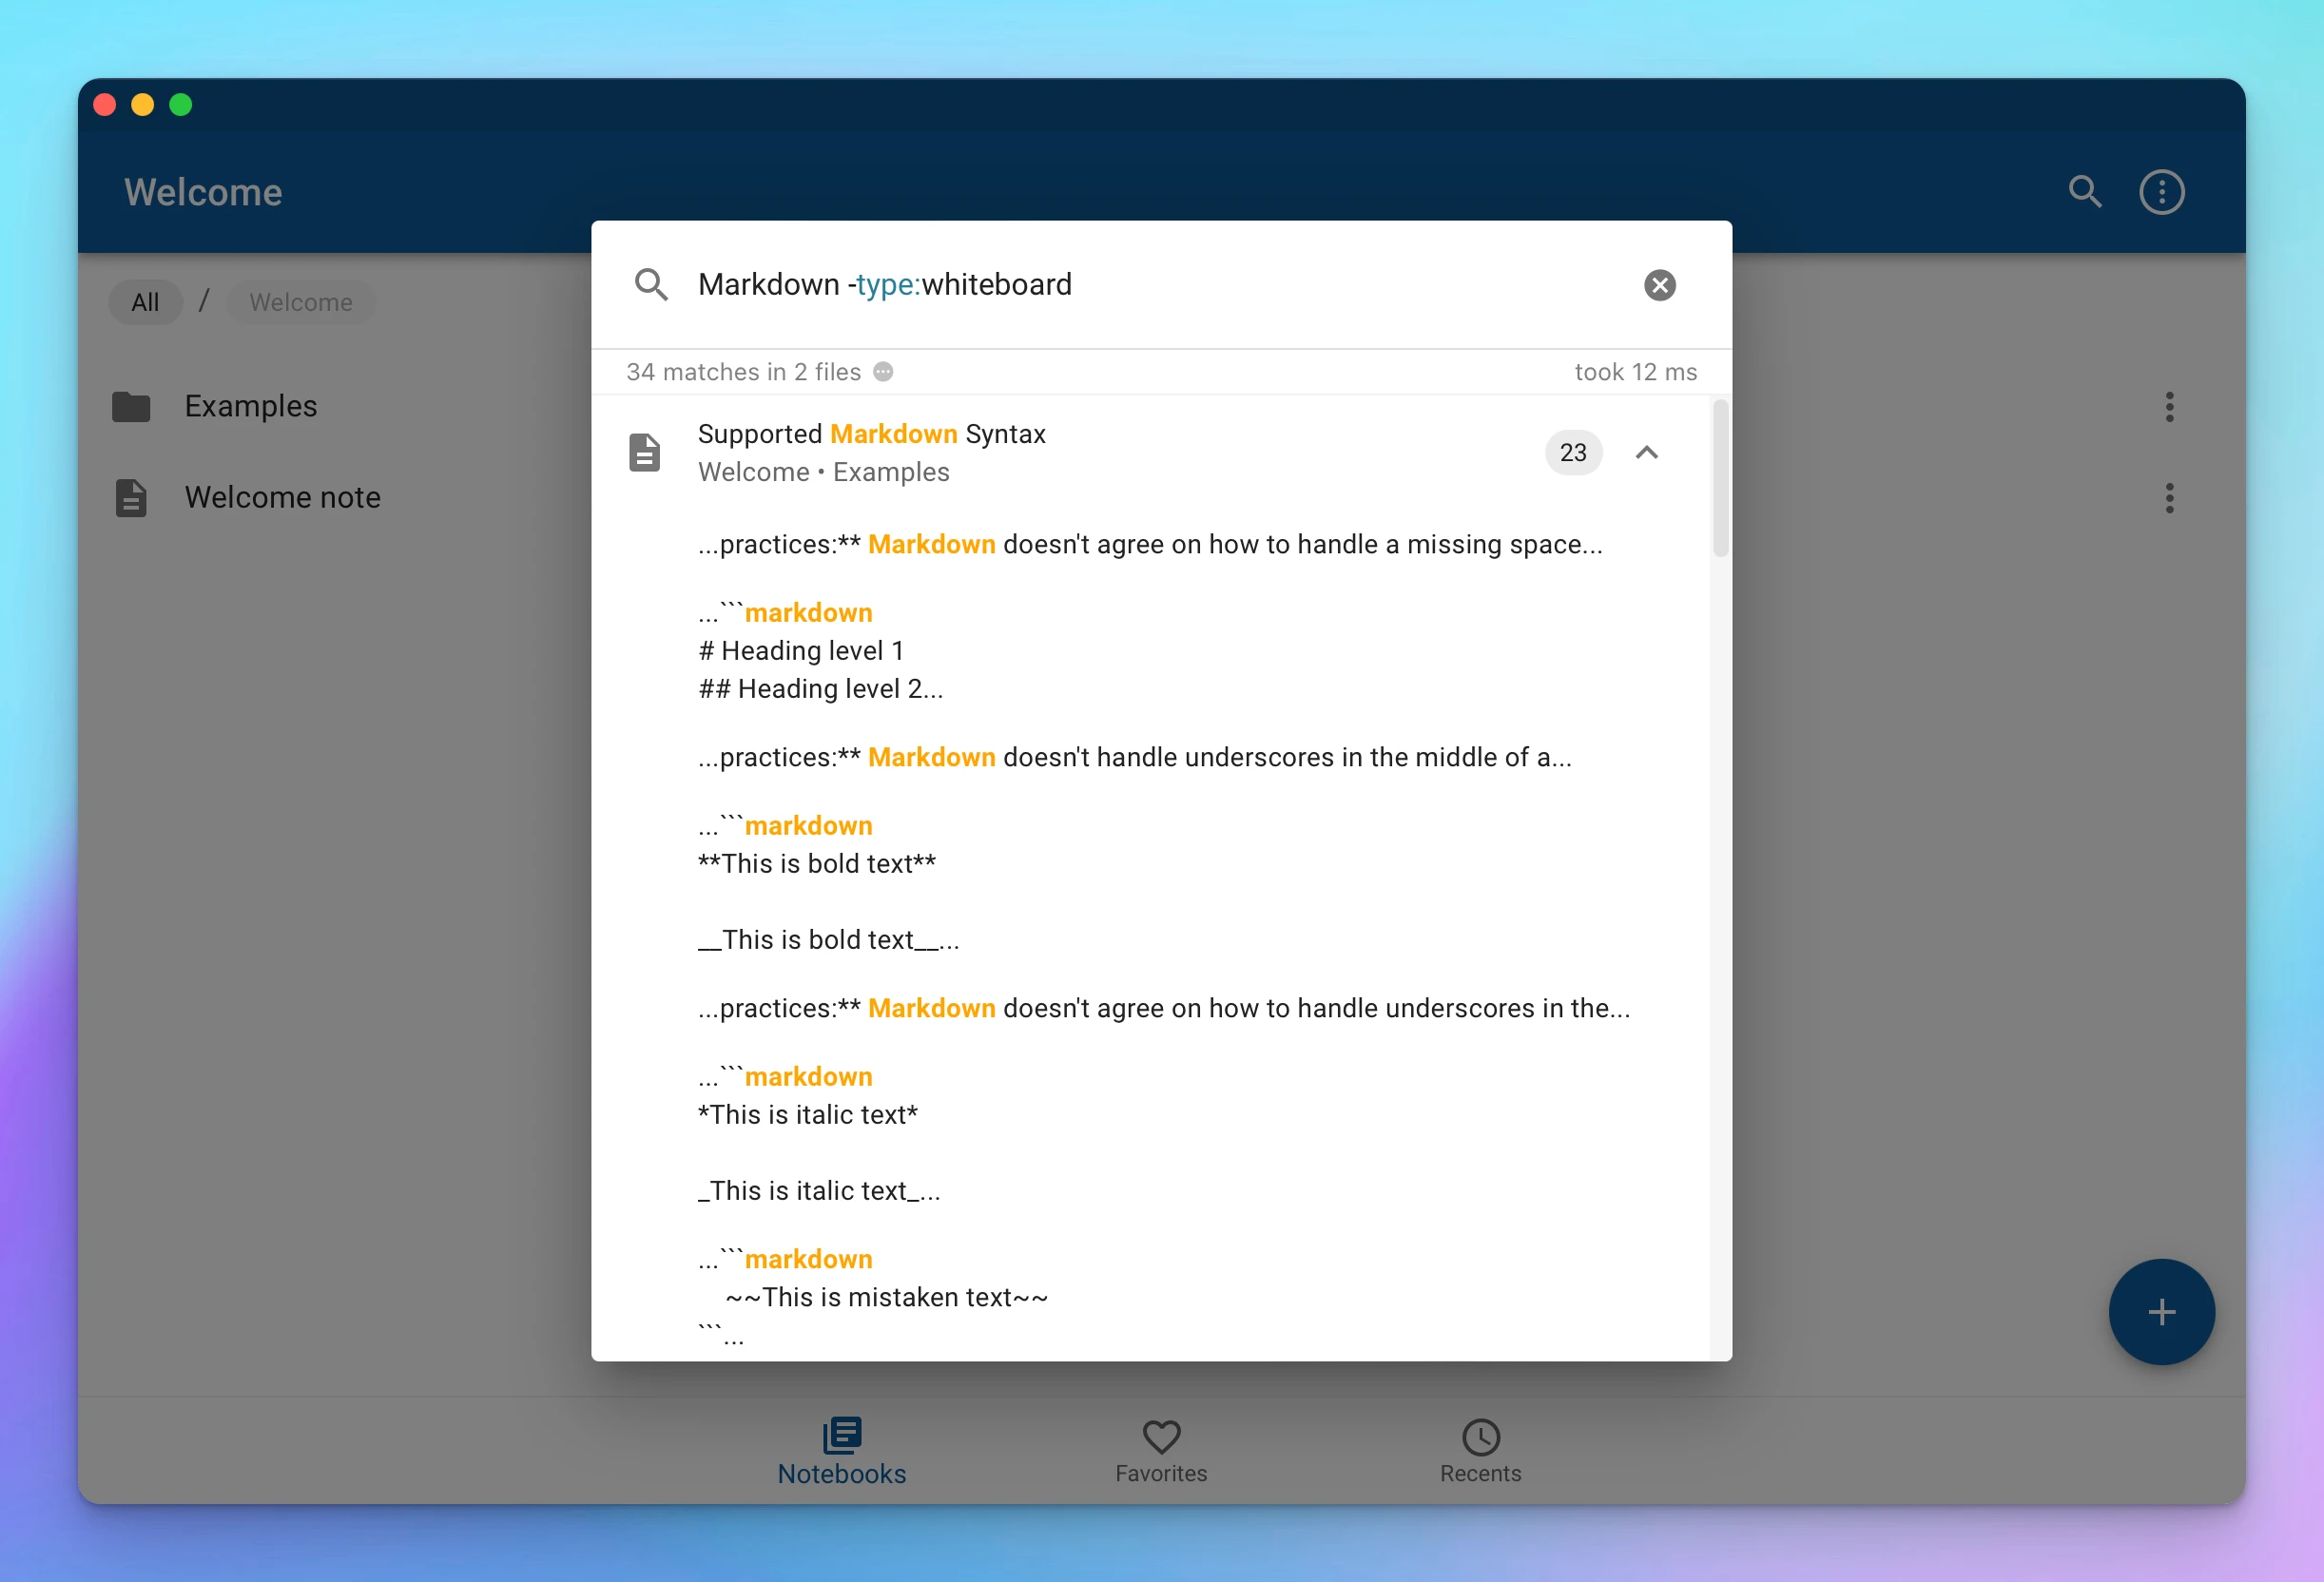 Welcome
All / Welcome
Examples
Welcome note
Markdown -type:whiteboard
34 matches in 2 files
took 12 ms
Supported Markdown Syntax
Welcome • Examples
23
...practices:** Markdown doesn't agree on how to handle a missing space...
...```markdown
# Heading level 1
## Heading level 2...
...practices:** Markdown doesn't handle underscores in the middle of a...
...```markdown
**This is bold text**
__This is bold text__...
...practices:** Markdown doesn't agree on how to handle underscores in the...
...```markdown
*This is italic text*
_This is italic text_...
...```markdown
~~This is mistaken text~~
```...
Notebooks
Favorites
Recents